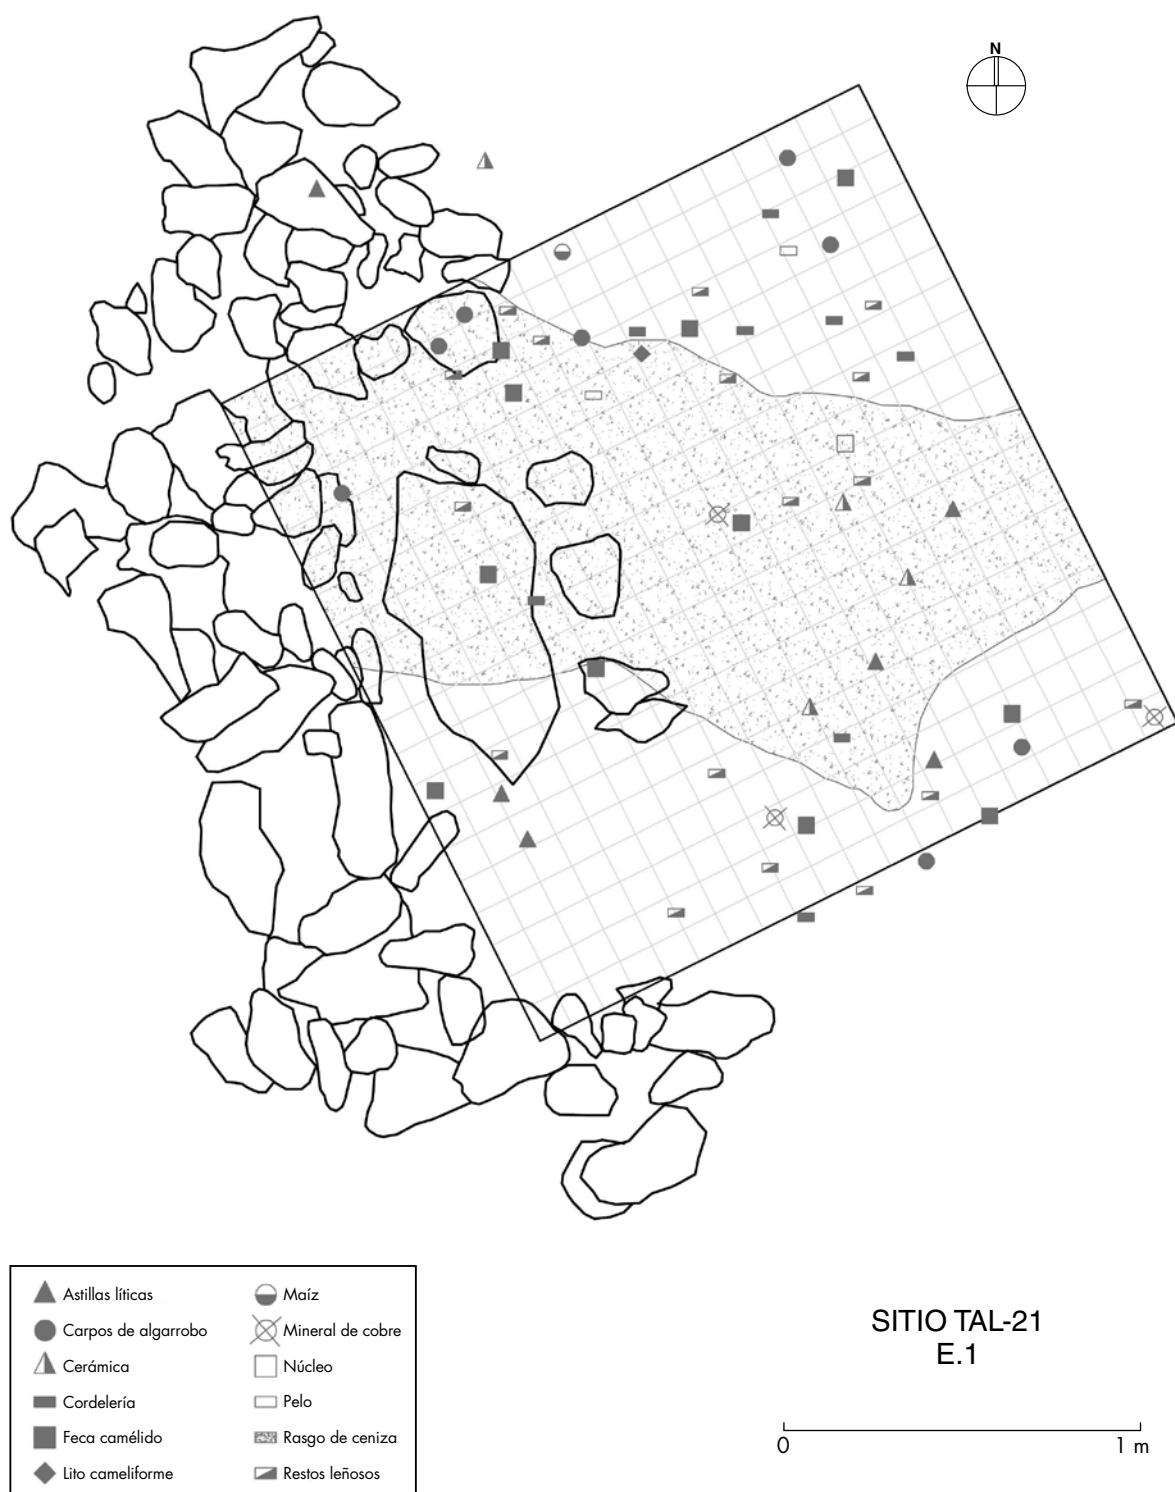 N
Astillas líticas
Carpos de algarrobo
Cerámica
Cordelería
Feca camélido
Lito cameliforme
Maíz
Mineral de cobre
Núcleo
Pelo
Rasgo de ceniza
Restos leñosos
SITIO TAL-21
E.1
0 1 m